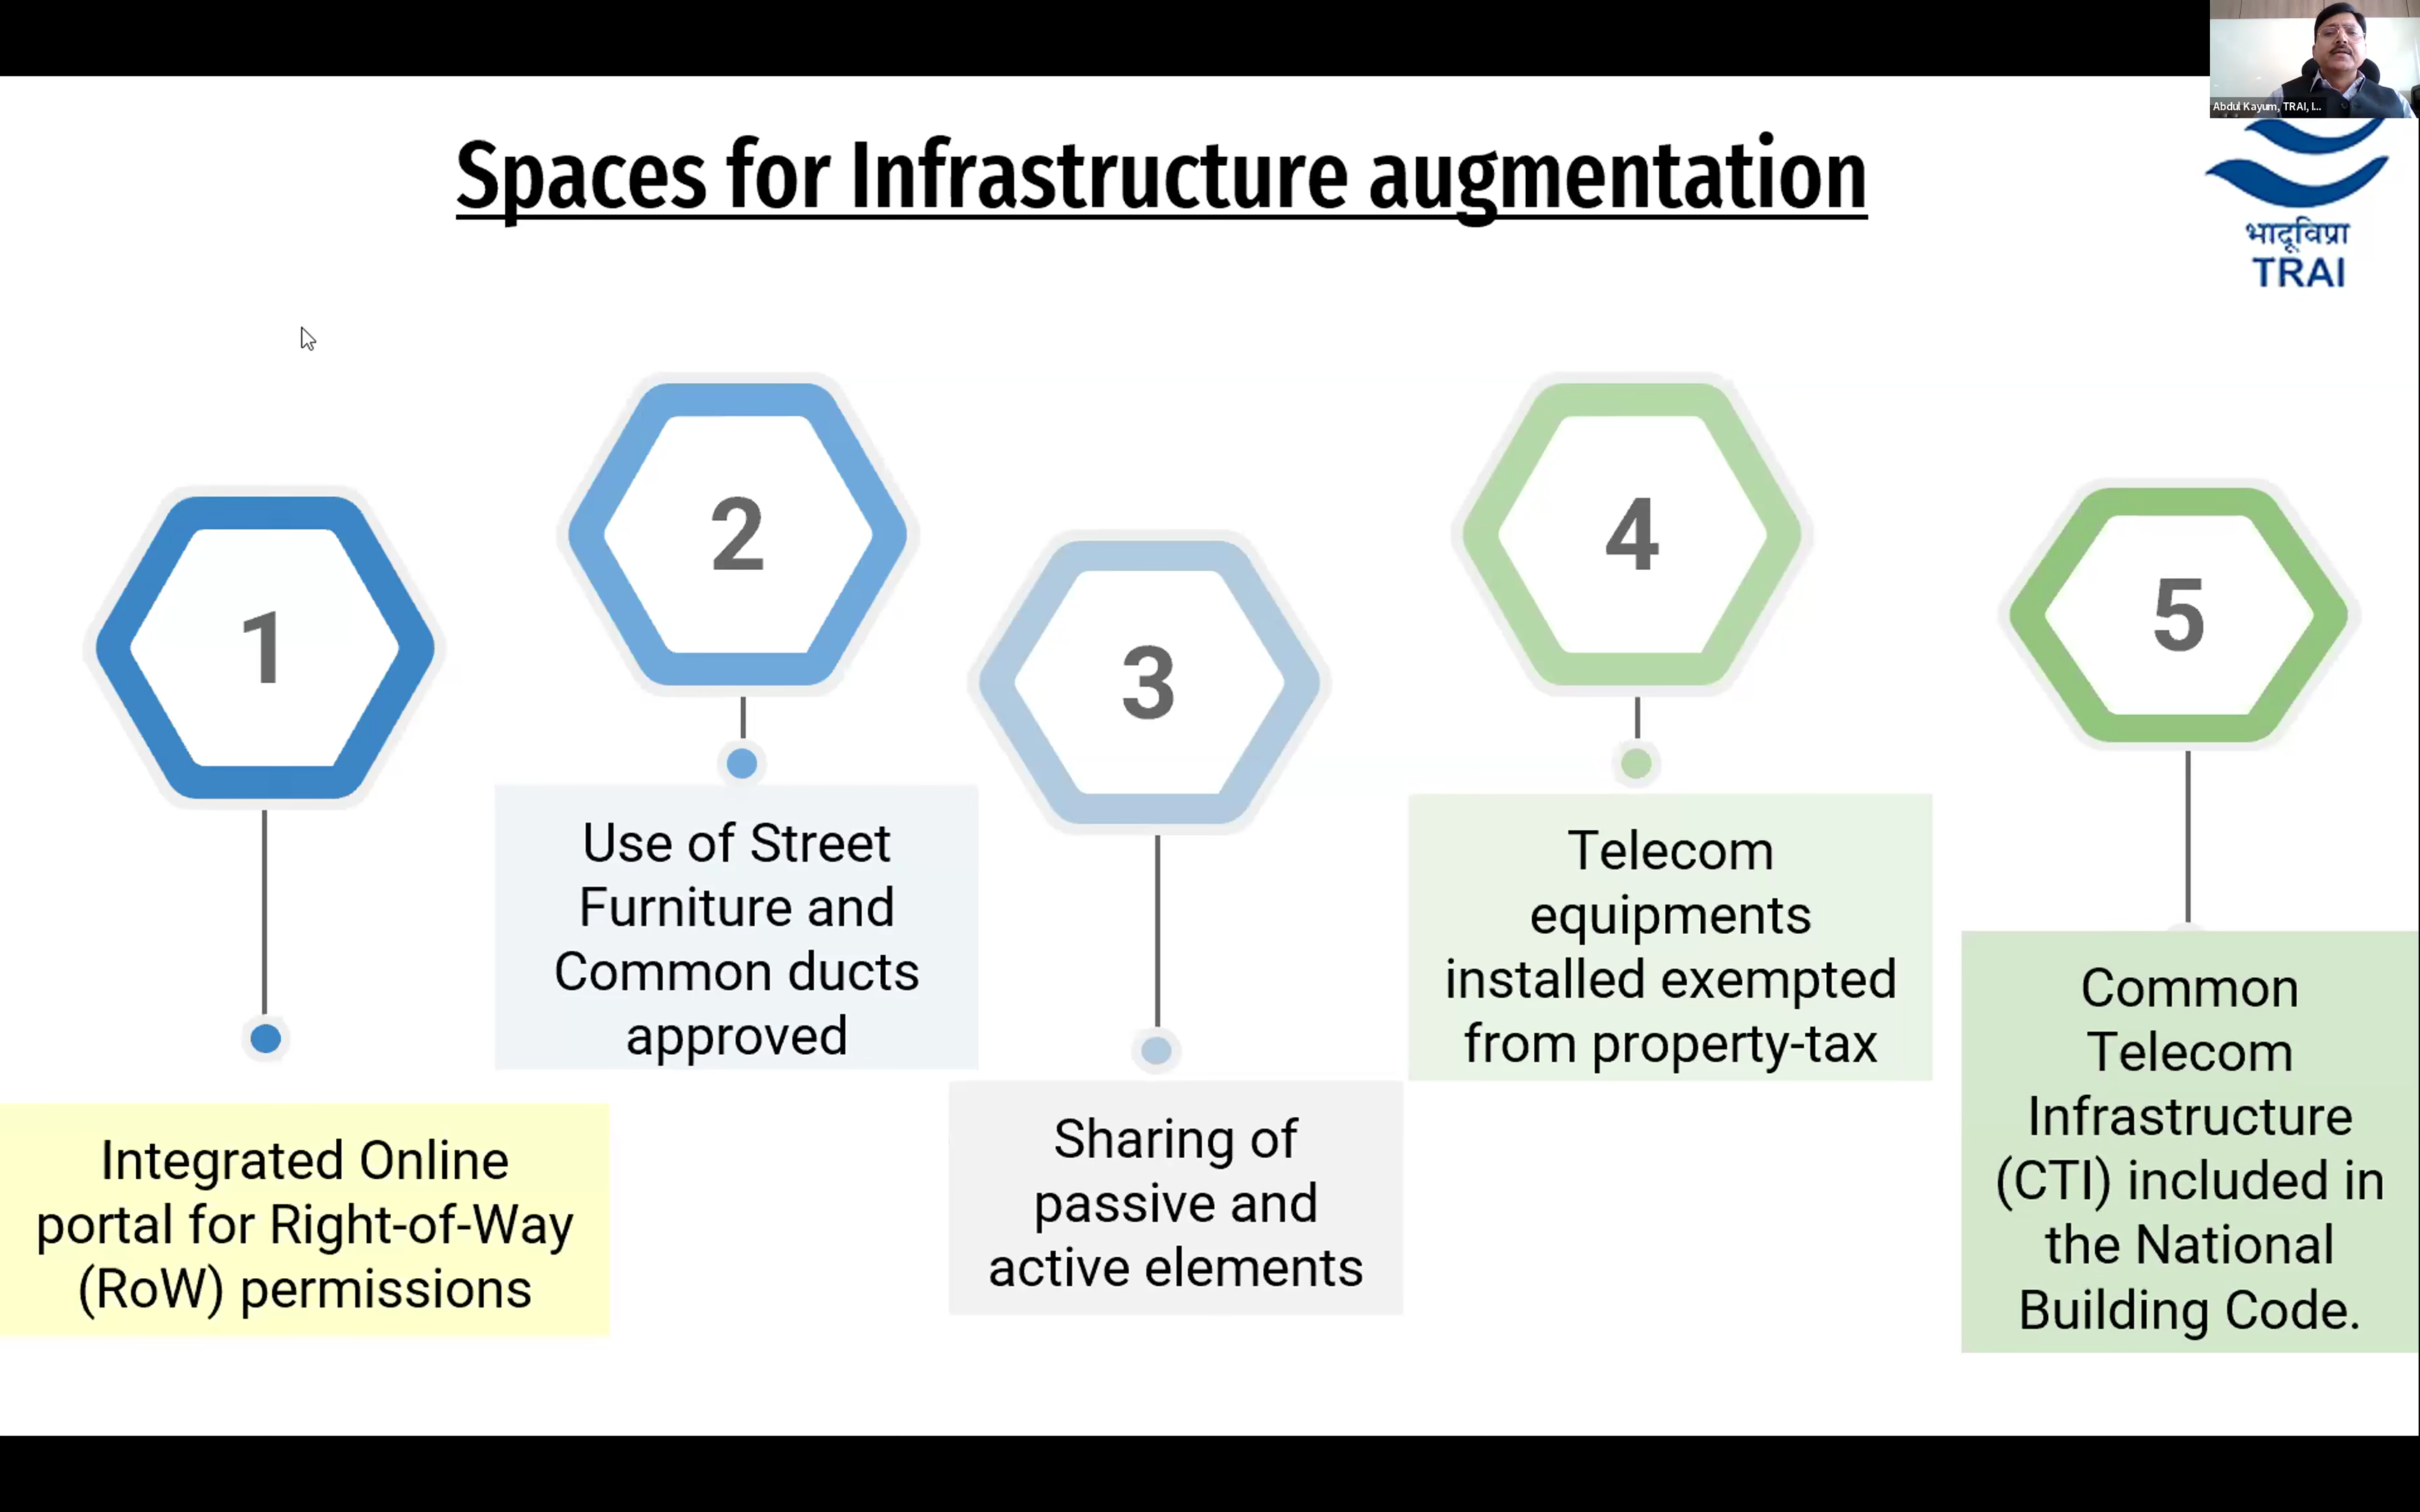 Abdul Kayum, TRAI, I...
Spaces for Infrastructure augmentation
भादूविप्रा
TRAI
1
Integrated Online
portal for Right-of-Way
(RoW) permissions
2
Use of Street
Furniture and
Common ducts
approved
3
Sharing of
passive and
active elements
4
Telecom
equipments
installed exempted
from property-tax
5
Common
Telecom
Infrastructure
(CTI) included in
the National
Building Code.